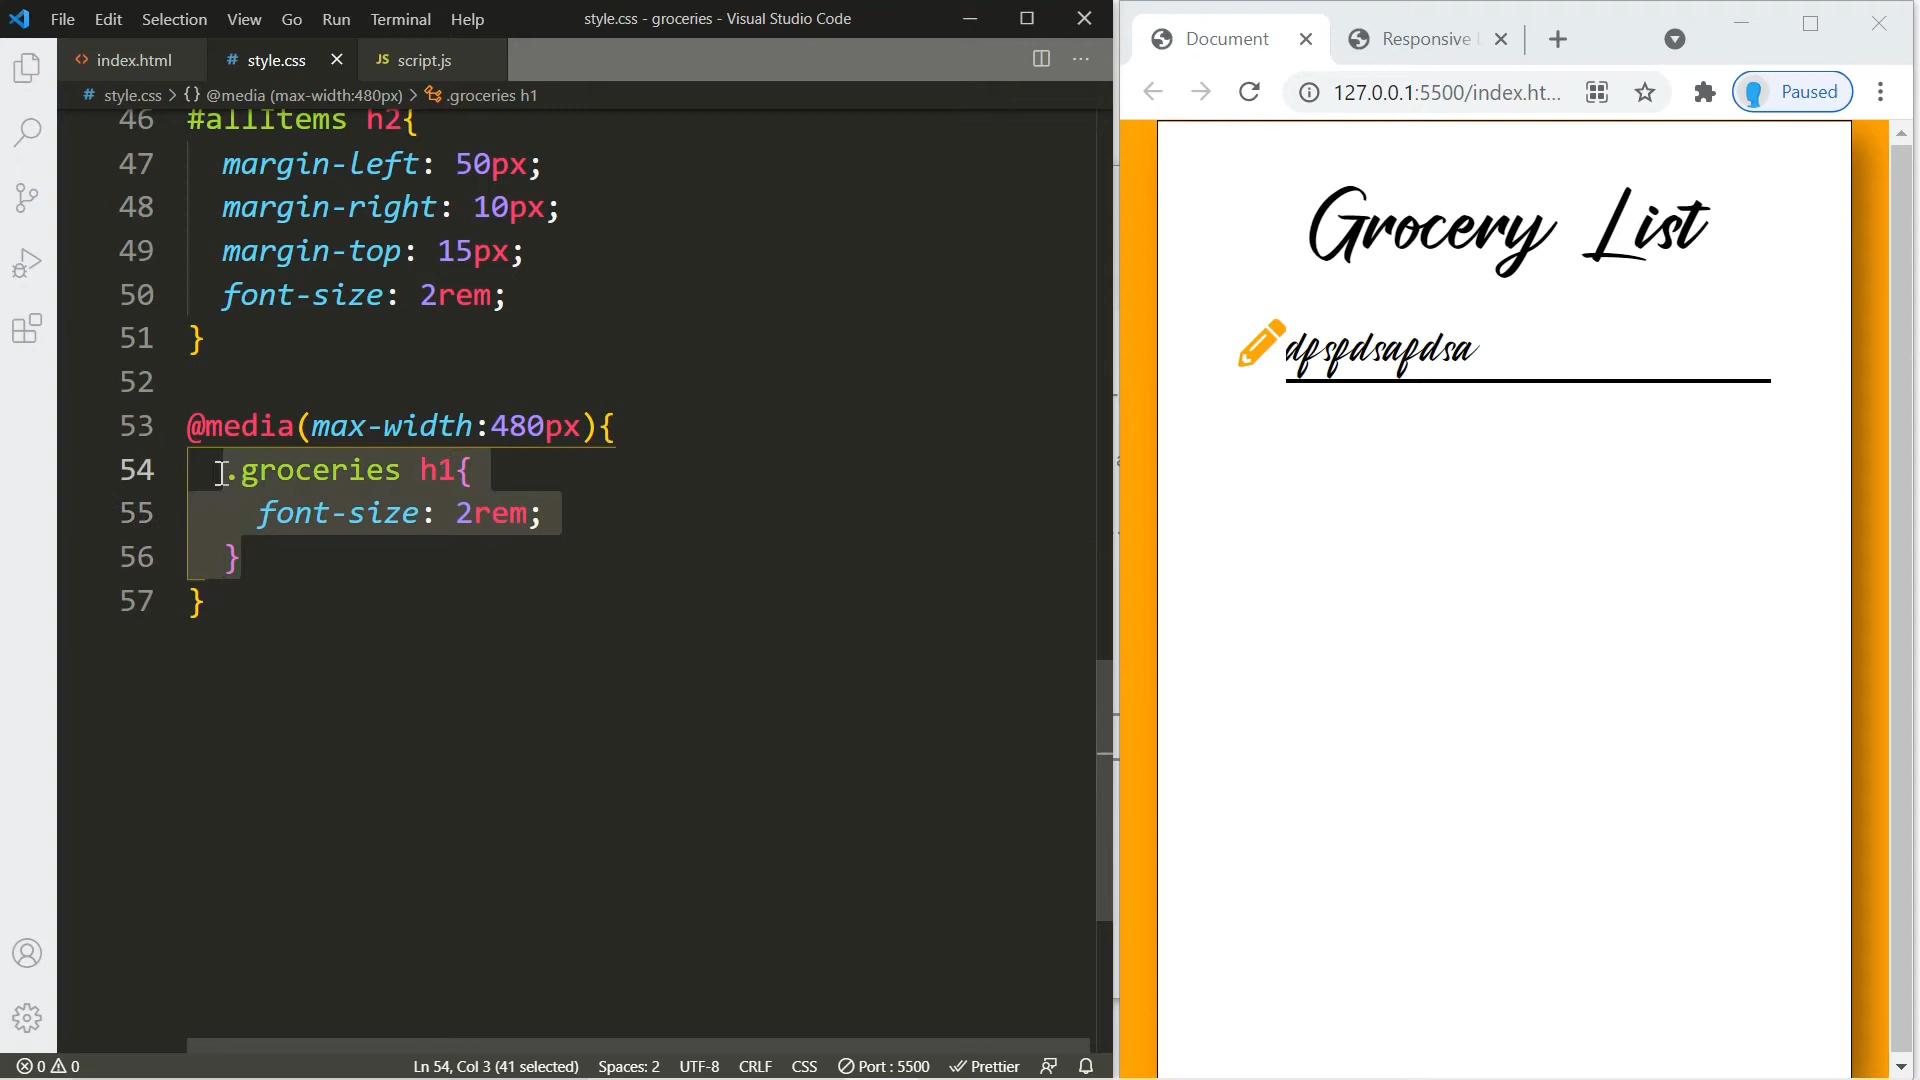 File Edit Selection View Go Run Terminal Help style.css - groceries - Visual Studio Code
index.html # style.css JS script.js
# style.css > {} @media (max-width:480px) > .groceries h1
46 #allItems h2{
47 margin-left: 50px;
48 margin-right: 10px;
49 margin-top: 15px;
50 font-size: 2rem;
51 }
52
53 @media(max-width:480px){
54 .groceries h1{
55 font-size: 2rem;
56 }
57 }
0 0 Ln 54, Col 3 (41 selected) Spaces: 2 UTF-8 CRLF CSS Port : 5500 Prettier
Document Responsive
127.0.0.1:5500/index.ht... Paused
Grocery List
dfsfdsafdsa